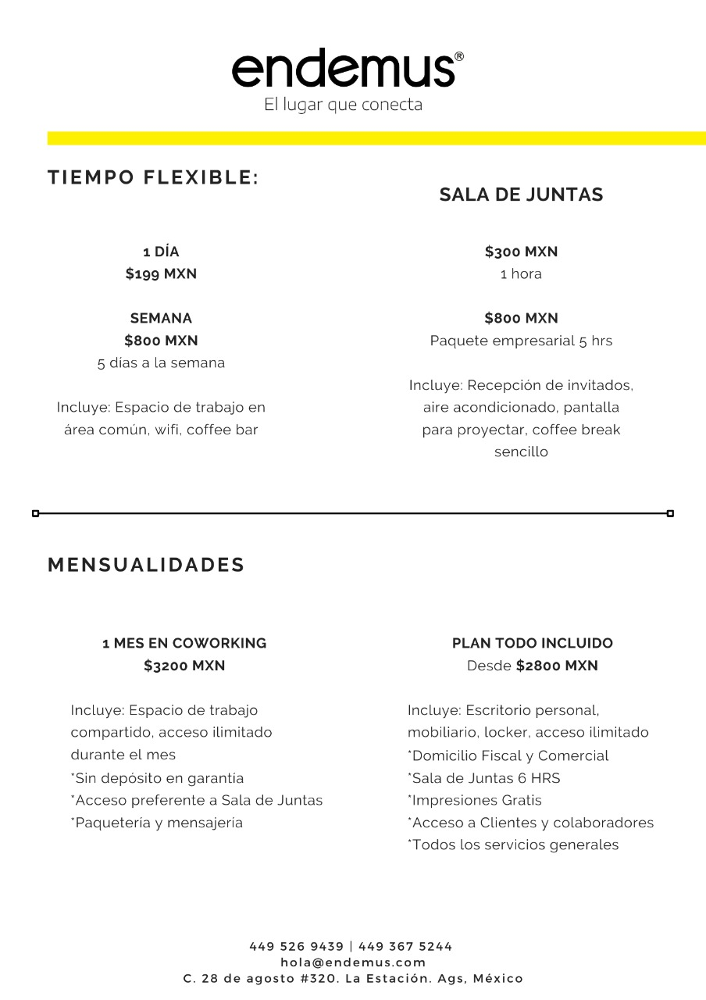 endemus®
El lugar que conecta
TIEMPO FLEXIBLE:
1 DÍA
$199 MXN
SEMANA
$800 MXN
5 días a la semana
Incluye: Espacio de trabajo en
área común, wifi, coffee bar
SALA DE JUNTAS
$300 MXN
1 hora
$800 MXN
Paquete empresarial 5 hrs
Incluye: Recepción de invitados,
aire acondicionado, pantalla
para proyectar, coffee break
sencillo
MENSUALIDADES
1 MES EN COWORKING
$3200 MXN
Incluye: Espacio de trabajo
compartido, acceso ilimitado
durante el mes
*Sin depósito en garantía
*Acceso preferente a Sala de Juntas
*Paquetería y mensajería
PLAN TODO INCLUIDO
Desde $2800 MXN
Incluye: Escritorio personal,
mobiliario, locker, acceso ilimitado
*Domicilio Fiscal y Comercial
*Sala de Juntas 6 HRS
*Impresiones Gratis
*Acceso a Clientes y colaboradores
*Todos los servicios generales
449 526 9439 | 449 367 5244
hola@endemus.com
C. 28 de agosto #320. La Estación. Ags, México